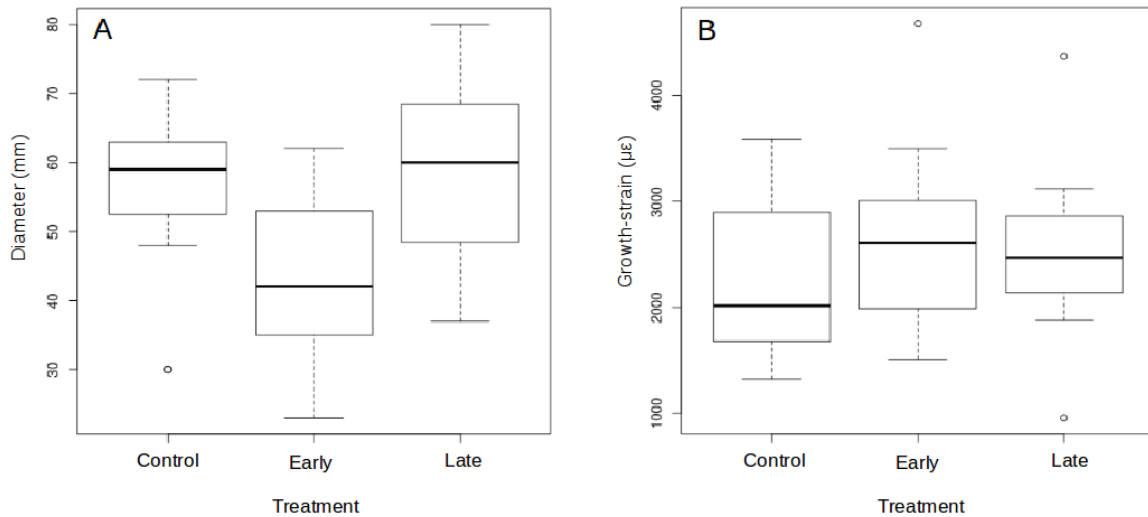 A
Diameter (mm)
80
70
60
50
40
30
Control
Early
Late
Treatment
B
Growth-strain (με)
4000
3000
2000
1000
Control
Early
Late
Treatment